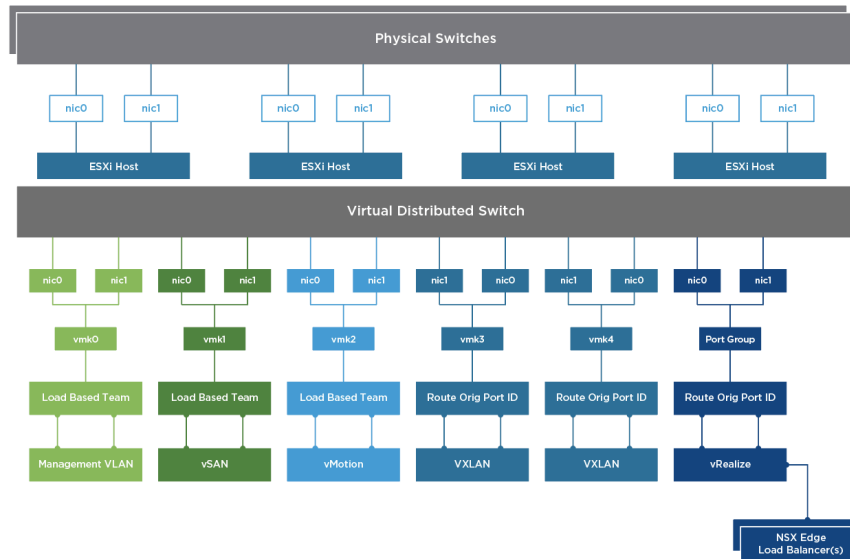 Physical Switches
nic0 nic1 nic0 nic1 nic0 nic1 nic0 nic1
ESXi Host ESXi Host ESXi Host ESXi Host
Virtual Distributed Switch
nic0 nic1 nic0 nic1 nic0 nic1 nic1 nic0 nic1 nic0 nic0 nic1
vmk0 vmk1 vmk2 vmk3 vmk4 Port Group
Load Based Team Load Based Team Load Based Team Route Orig Port ID Route Orig Port ID Route Orig Port ID
Management VLAN vSAN vMotion VXLAN VXLAN vRealize
NSX Edge
Load Balancer(s)